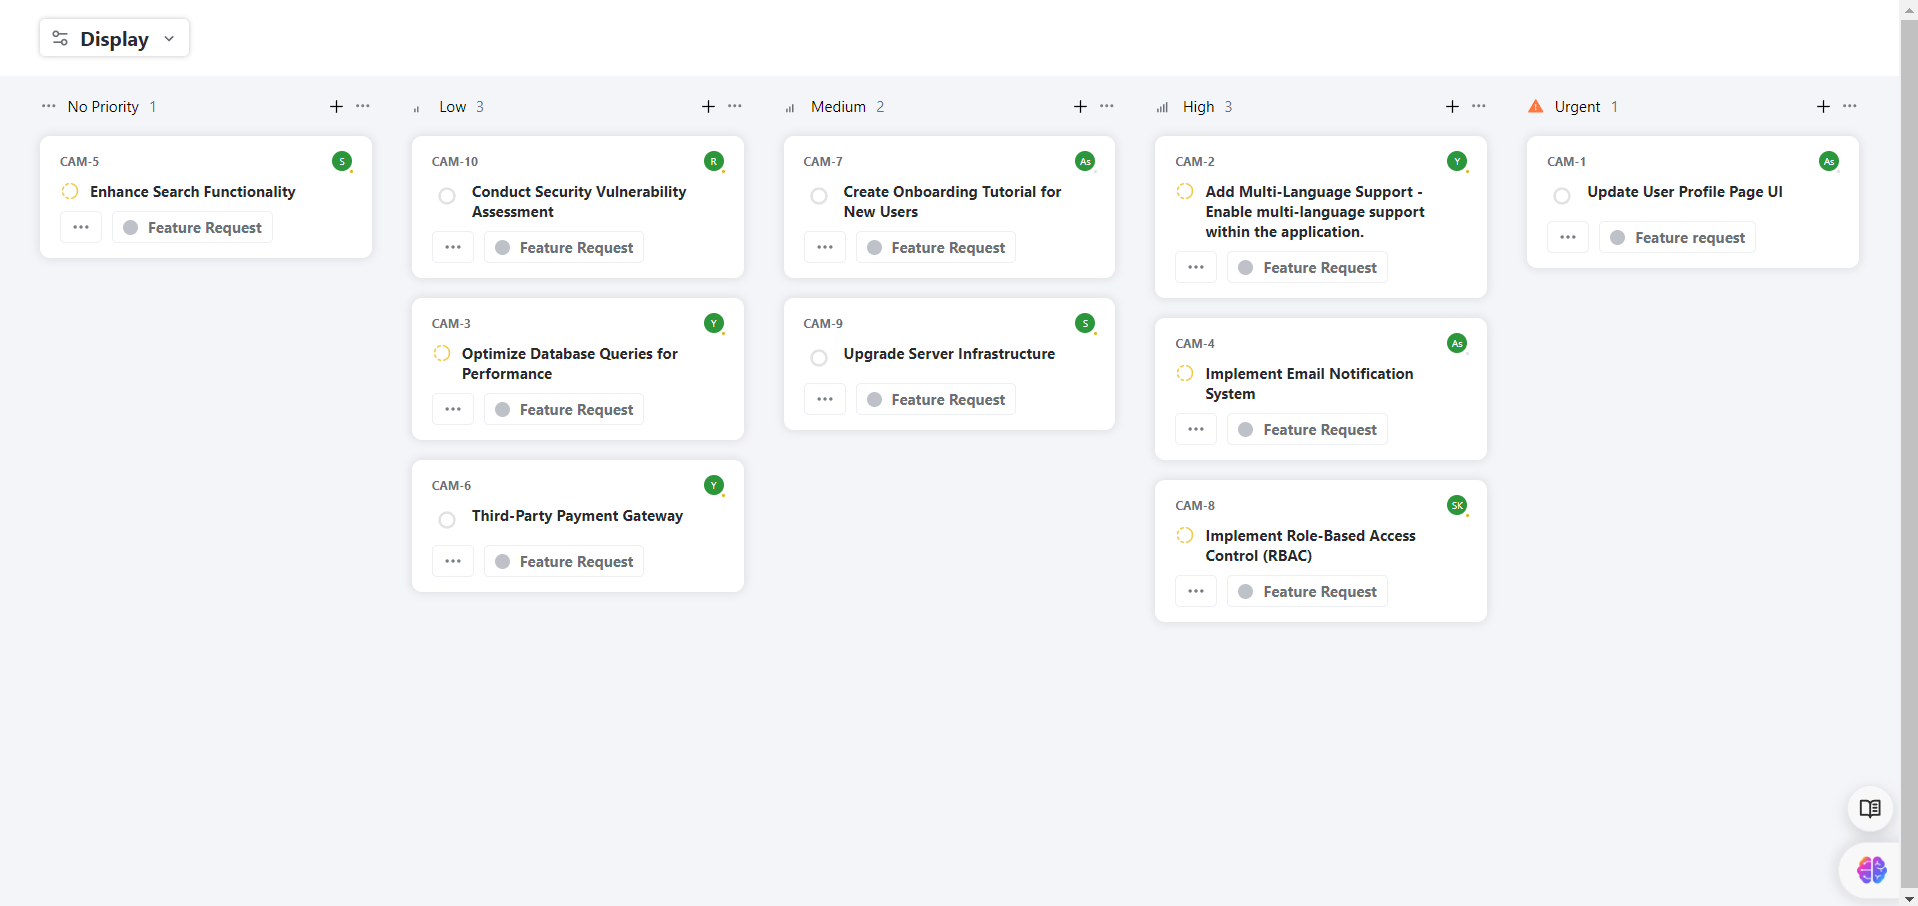 Display
No Priority 1
CAM-5
S
Enhance Search Functionality
Feature Request
Low 3
CAM-10
R
Conduct Security Vulnerability
Assessment
Feature Request
CAM-3
Y
Optimize Database Queries for
Performance
Feature Request
CAM-6
Y
Third-Party Payment Gateway
Feature Request
Medium 2
CAM-7
As
Create Onboarding Tutorial for
New Users
Feature Request
CAM-9
S
Upgrade Server Infrastructure
Feature Request
High 3
CAM-2
Y
Add Multi-Language Support -
Enable multi-language support
within the application.
Feature Request
CAM-4
As
Implement Email Notification
System
Feature Request
CAM-8
SK
Implement Role-Based Access
Control (RBAC)
Feature Request
Urgent 1
CAM-1
As
Update User Profile Page UI
Feature request